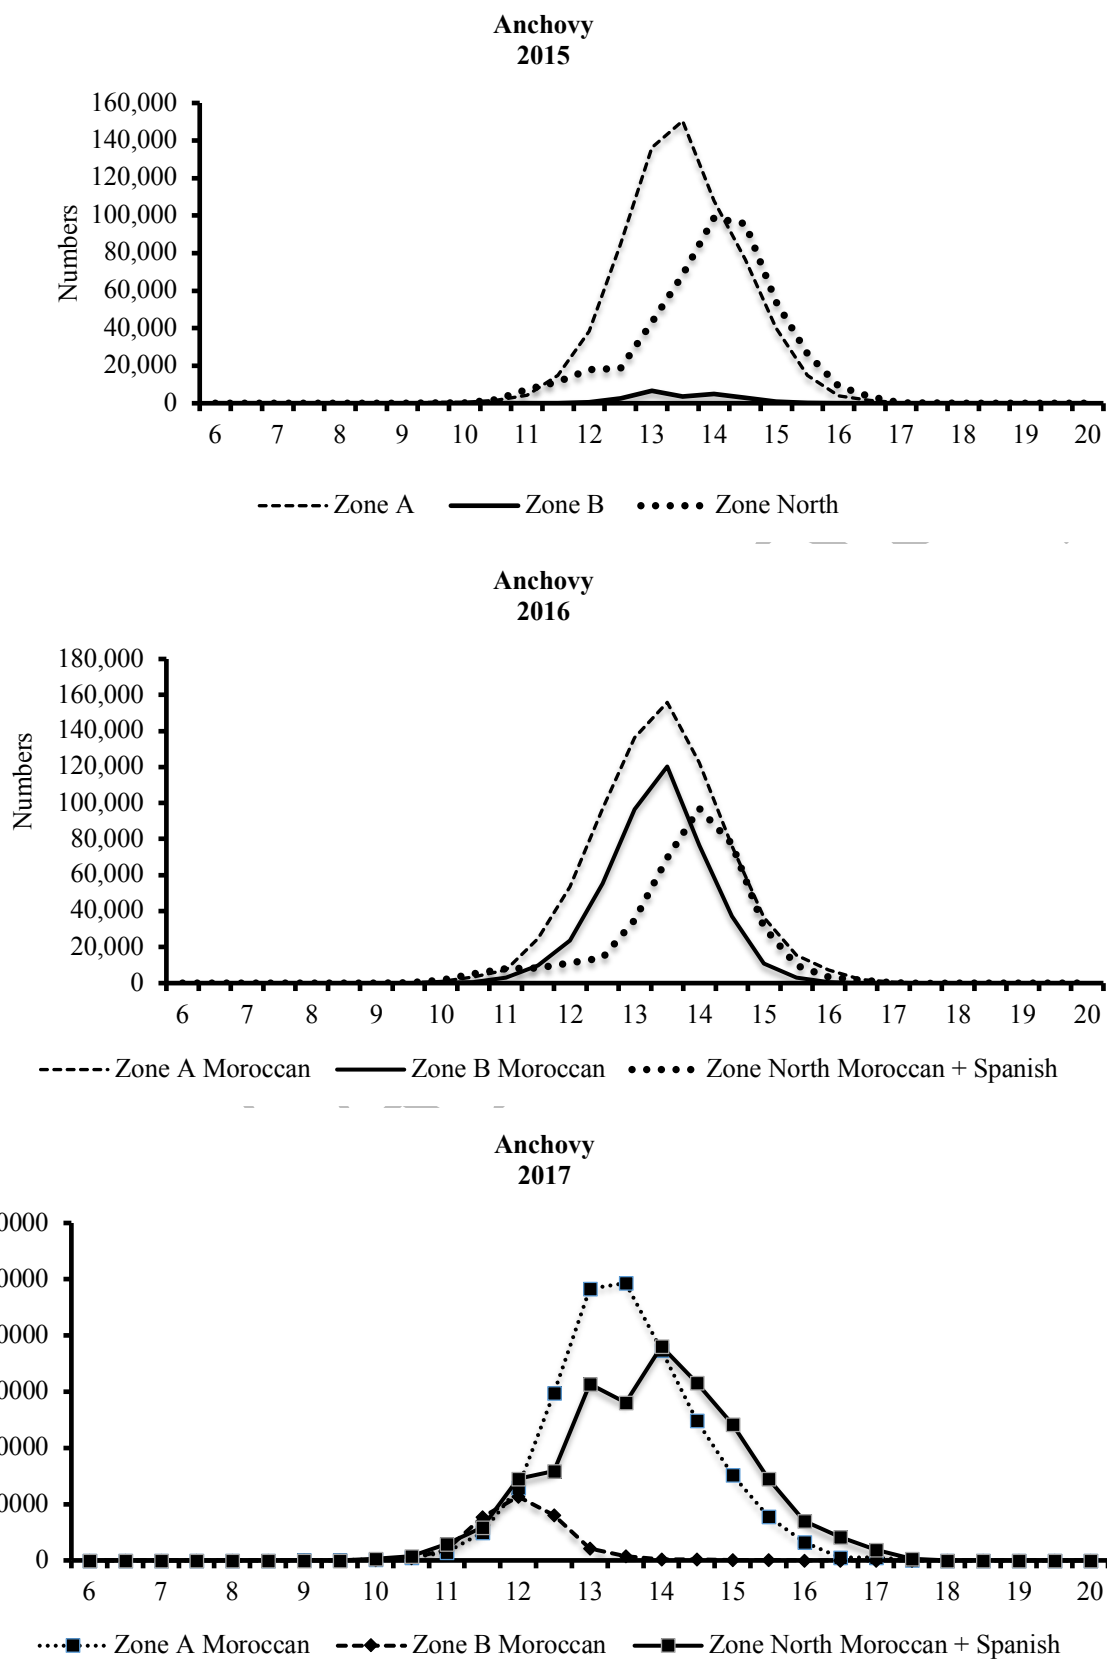 Anchovy
2015
160,000
140,000
120,000
100,000
80,000
60,000
40,000
20,000
0
Numbers
6 7 8 9 10 11 12 13 14 15 16 17 18 19 20
Zone A Zone B Zone North
Anchovy
2016
180,000
160,000
140,000
120,000
100,000
80,000
60,000
40,000
20,000
0
Numbers
6 7 8 9 10 11 12 13 14 15 16 17 18 19 20
Zone A Moroccan Zone B Moroccan Zone North Moroccan + Spanish
Anchovy
2017
0
6 7 8 9 10 11 12 13 14 15 16 17 18 19 20
Zone A Moroccan Zone B Moroccan Zone North Moroccan + Spanish